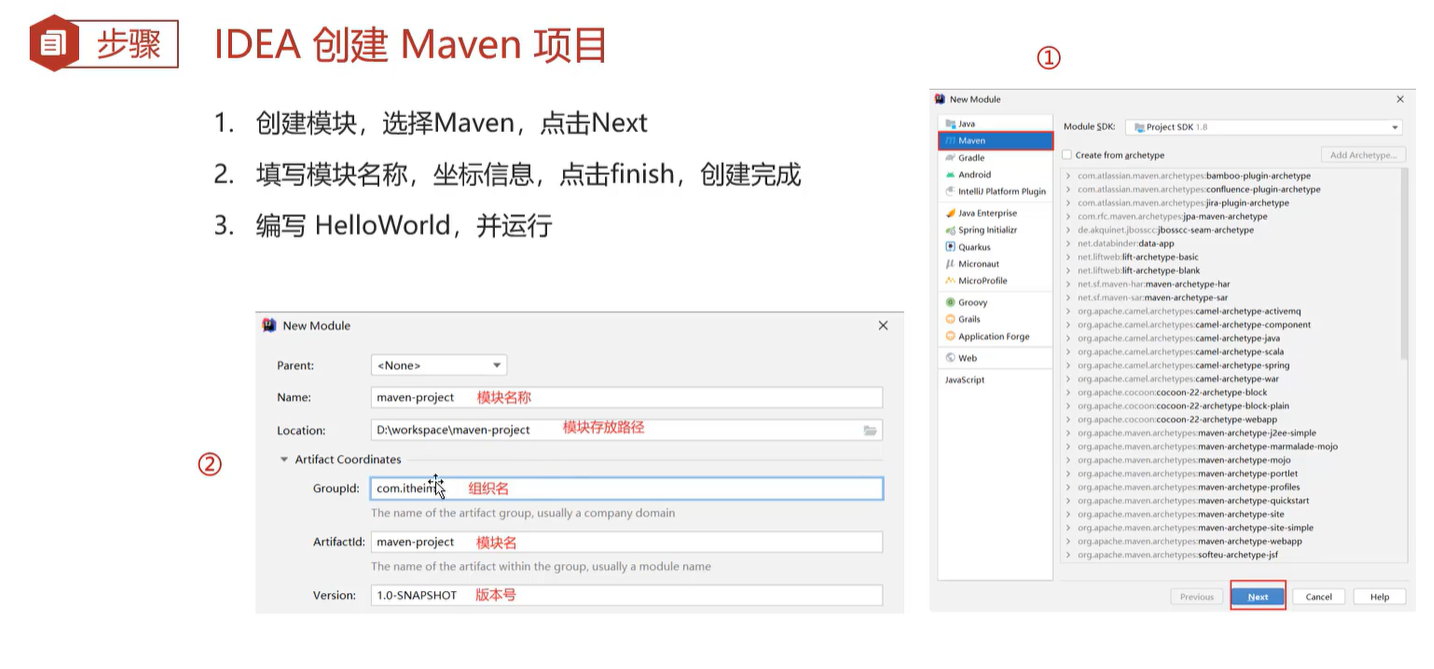 步骤
IDEA 创建 Maven 项目
1. 创建模块，选择Maven，点击Next
2. 填写模块名称，坐标信息，点击finish，创建完成
3. 编写 HelloWorld，并运行
①
New Module
Java
Maven
Gradle
Android
IntelliJ Platform Plugin
Java Enterprise
Spring Initializr
Quarkus
Micronaut
MicroProfile
Groovy
Grails
Application Forge
Web
JavaScript
Module SDK: Project SDK 1.8
Create from archetype Add Archetype...
com.atlassian.maven.archetypes:bamboo-plugin-archetype
com.atlassian.maven.archetypes:confluence-plugin-archetype
com.atlassian.maven.archetypes:jira-plugin-archetype
com.rfc.maven.archetypes:jpa-maven-archetype
de.akquinet.jbosscc:jbosscc-seam-archetype
net.databinder:data-app
net.liftweb:lift-archetype-basic
net.liftweb:lift-archetype-blank
net.sf.maven-har:maven-archetype-har
net.sf.maven-sar:maven-archetype-sar
org.apache.camel.archetypes:camel-archetype-activemq
org.apache.camel.archetypes:camel-archetype-component
org.apache.camel.archetypes:camel-archetype-java
org.apache.camel.archetypes:camel-archetype-scala
org.apache.camel.archetypes:camel-archetype-spring
org.apache.camel.archetypes:camel-archetype-war
org.apache.cocoon:cocoon-22-archetype-block
org.apache.cocoon:cocoon-22-archetype-block-plain
org.apache.cocoon:cocoon-22-archetype-webapp
org.apache.maven.archetypes:maven-archetype-j2ee-simple
org.apache.maven.archetypes:maven-archetype-marmalade-mojo
org.apache.maven.archetypes:maven-archetype-mojo
org.apache.maven.archetypes:maven-archetype-portlet
org.apache.maven.archetypes:maven-archetype-profiles
org.apache.maven.archetypes:maven-archetype-quickstart
org.apache.maven.archetypes:maven-archetype-site
org.apache.maven.archetypes:maven-archetype-site-simple
org.apache.maven.archetypes:maven-archetype-webapp
org.apache.maven.archetypes:softeu-archetype-jsf
Previous Next Cancel Help
②
New Module
Parent: <None>
Name: maven-project 模块名称
Location: D:\workspace\maven-project 模块存放路径
Artifact Coordinates
GroupId: 组织名
The name of the artifact group, usually a company domain
ArtifactId: maven-project 模块名
The name of the artifact within the group, usually a module name
Version: 1.0-SNAPSHOT 版本号